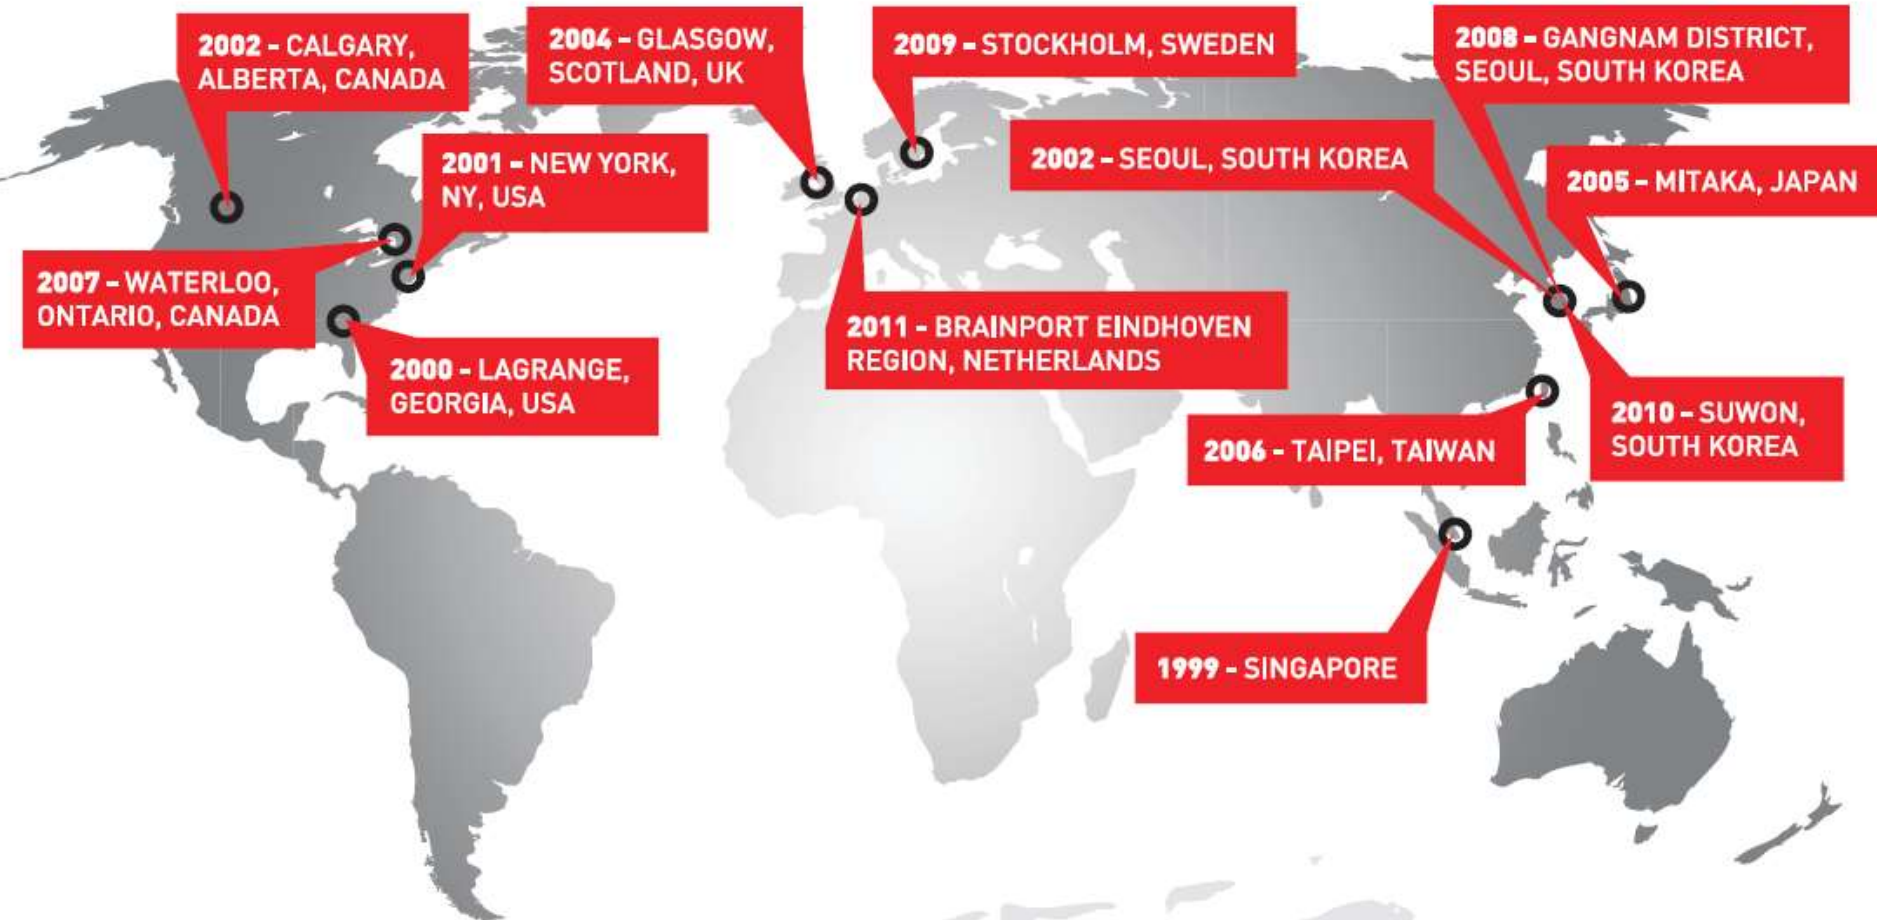 2002 - CALGARY,
ALBERTA, CANADA
2004 - GLASGOW,
SCOTLAND, UK
2009 - STOCKHOLM, SWEDEN
2008 - GANGNAM DISTRICT,
SEOUL, SOUTH KOREA
2001 - NEW YORK,
NY, USA
2002 - SEOUL, SOUTH KOREA
2005 - MITAKA, JAPAN
2007 - WATERLOO,
ONTARIO, CANADA
2011 - BRAINPORT EINDHOVEN
REGION, NETHERLANDS
2000 - LAGRANGE,
GEORGIA, USA
2006 - TAIPEI, TAIWAN
2010 - SUWON,
SOUTH KOREA
1999 - SINGAPORE